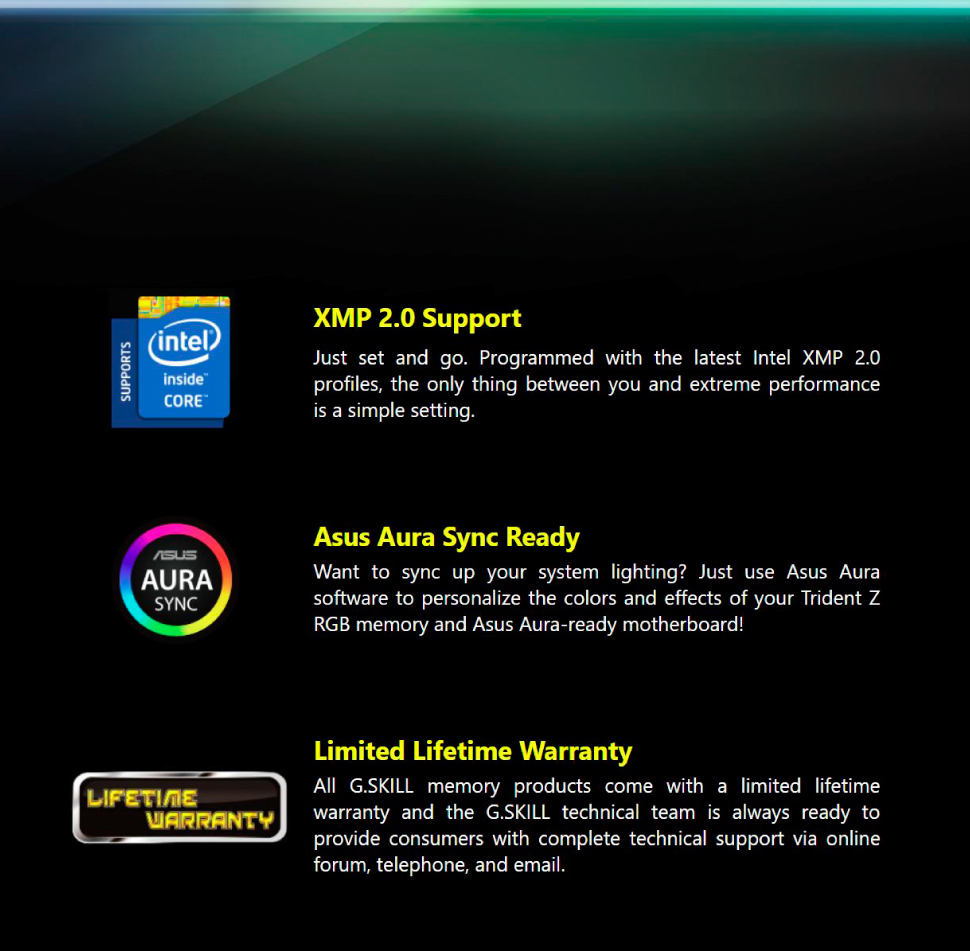 XMP 2.0 Support
SUPPORTS
intel®
inside™
CORE™
Just set and go. Programmed with the latest Intel XMP 2.0
profiles, the only thing between you and extreme performance
is a simple setting.
Asus Aura Sync Ready
ASUS
AURA
SYNC
Want to sync up your system lighting? Just use Asus Aura
software to personalize the colors and effects of your Trident Z
RGB memory and Asus Aura-ready motherboard!
Limited Lifetime Warranty
LIFETIME
WARRANTY
All G.SKILL memory products come with a limited lifetime
warranty and the G.SKILL technical team is always ready to
provide consumers with complete technical support via online
forum, telephone, and email.